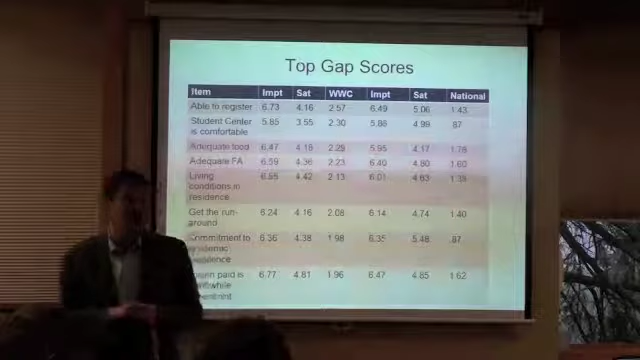 Top Gap Scores
Item Impt Sat WWC Impt Sat National
Able to register 6.73 4.16 2.57 6.49 5.06 1.43
Student Center is comfortable 5.85 3.55 2.30 5.86 4.99 .87
Adequate food 6.47 4.18 2.29 5.95 4.17 1.78
Adequate FA 6.59 4.36 2.23 6.40 4.80 1.60
Living conditions in residence 6.55 4.42 2.13 6.01 4.63 1.38
Get the run-around 6.24 4.16 2.08 6.14 4.74 1.40
Commitment to 6.36 4.38 1.98 6.35 5.48 .87
paid is 6.77 4.81 1.96 6.47 4.85 1.62